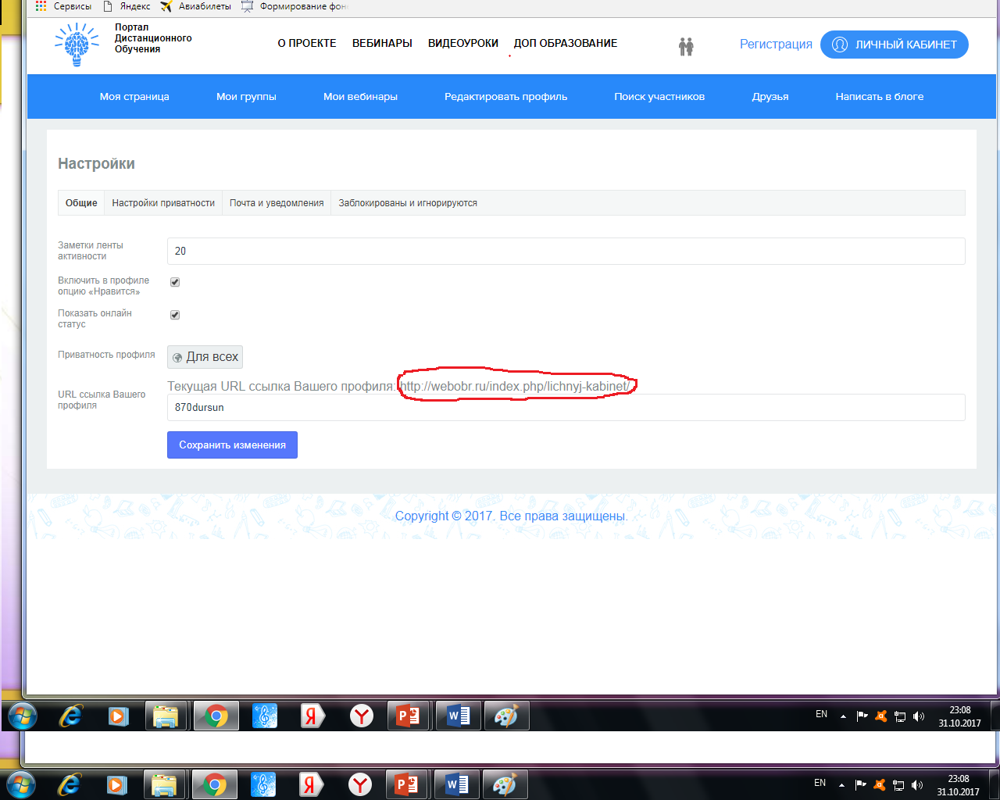 Сервисы Яндекс Авиабилеты Формирование фон
Портал
Дистанционного
Обучения
О ПРОЕКТЕ ВЕБИНАРЫ ВИДЕОУРОКИ ДОП ОБРАЗОВАНИЕ
Регистрация ЛИЧНЫЙ КАБИНЕТ
Моя страница Мои группы Мои вебинары Редактировать профиль Поиск участников Друзья Написать в блоге
Настройки
Общие Настройки приватности Почта и уведомления Заблокированы и игнорируются
Заметки ленты
активности
20
Включить в профиле
опцию «Нравится»
Показать онлайн
статус
Приватность профиля
Для всех
URL ссылка Вашего
профиля
Текущая URL ссылка Вашего профиля: http://webobr.ru/index.php/lichnyj-kabinet/
870dursun
Сохранить изменения
Copyright © 2017. Все права защищены.
EN 23:08
31.10.2017
EN 23:08
31.10.2017